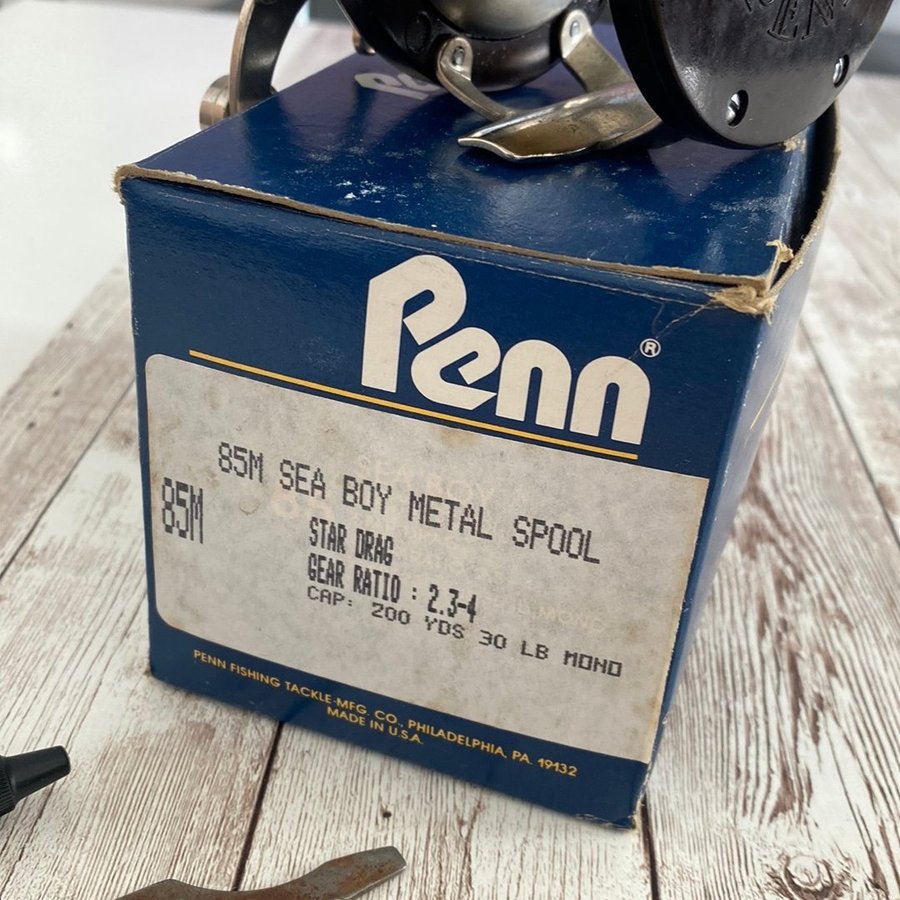 Penn®
85M SEA BOY METAL SPOOL
85M
STAR DRAG
GEAR RATIO : 2.3-4
CAP: 200 YDS 30 LB MONO
PENN FISHING TACKLE-MFG. CO., PHILADELPHIA, PA. 19132
MADE IN U.S.A.